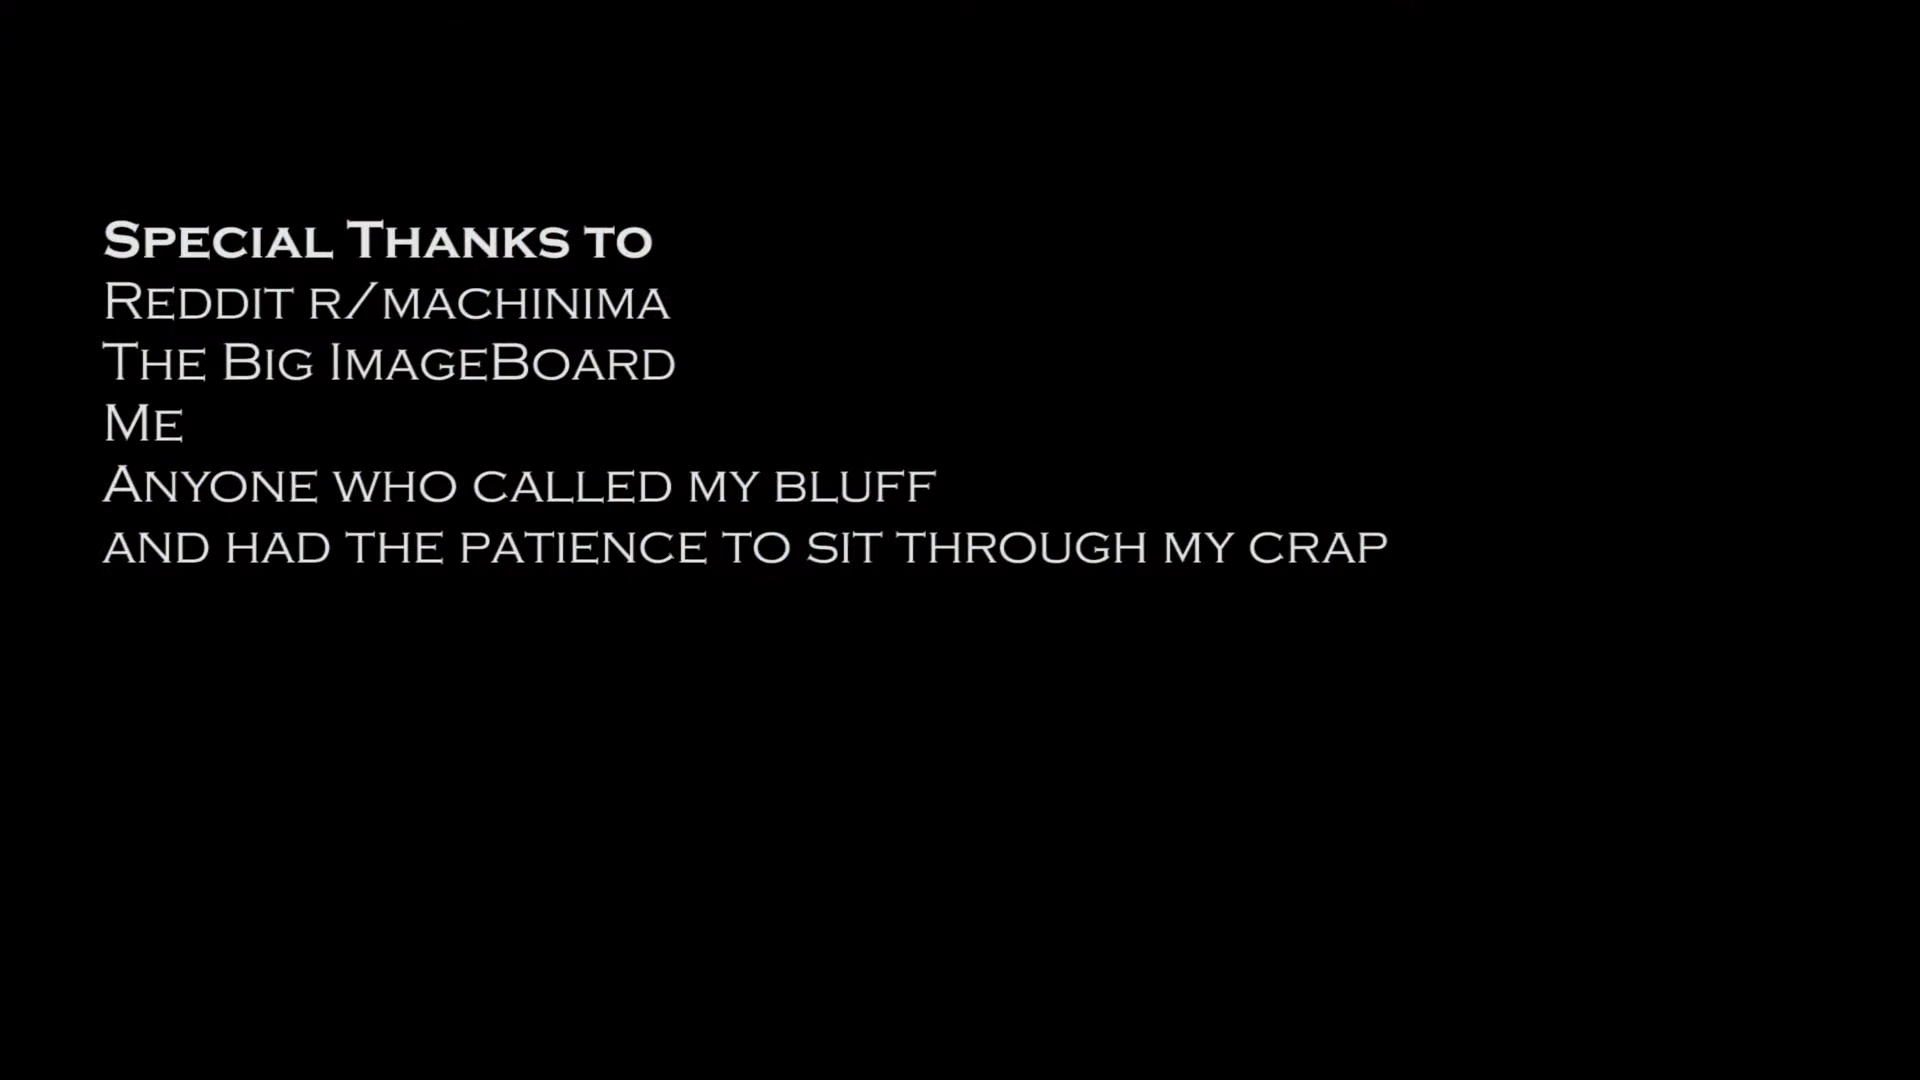 Special Thanks to
Reddit r/machinima
The Big ImageBoard
Me
Anyone who called my bluff
and had the patience to sit through my crap